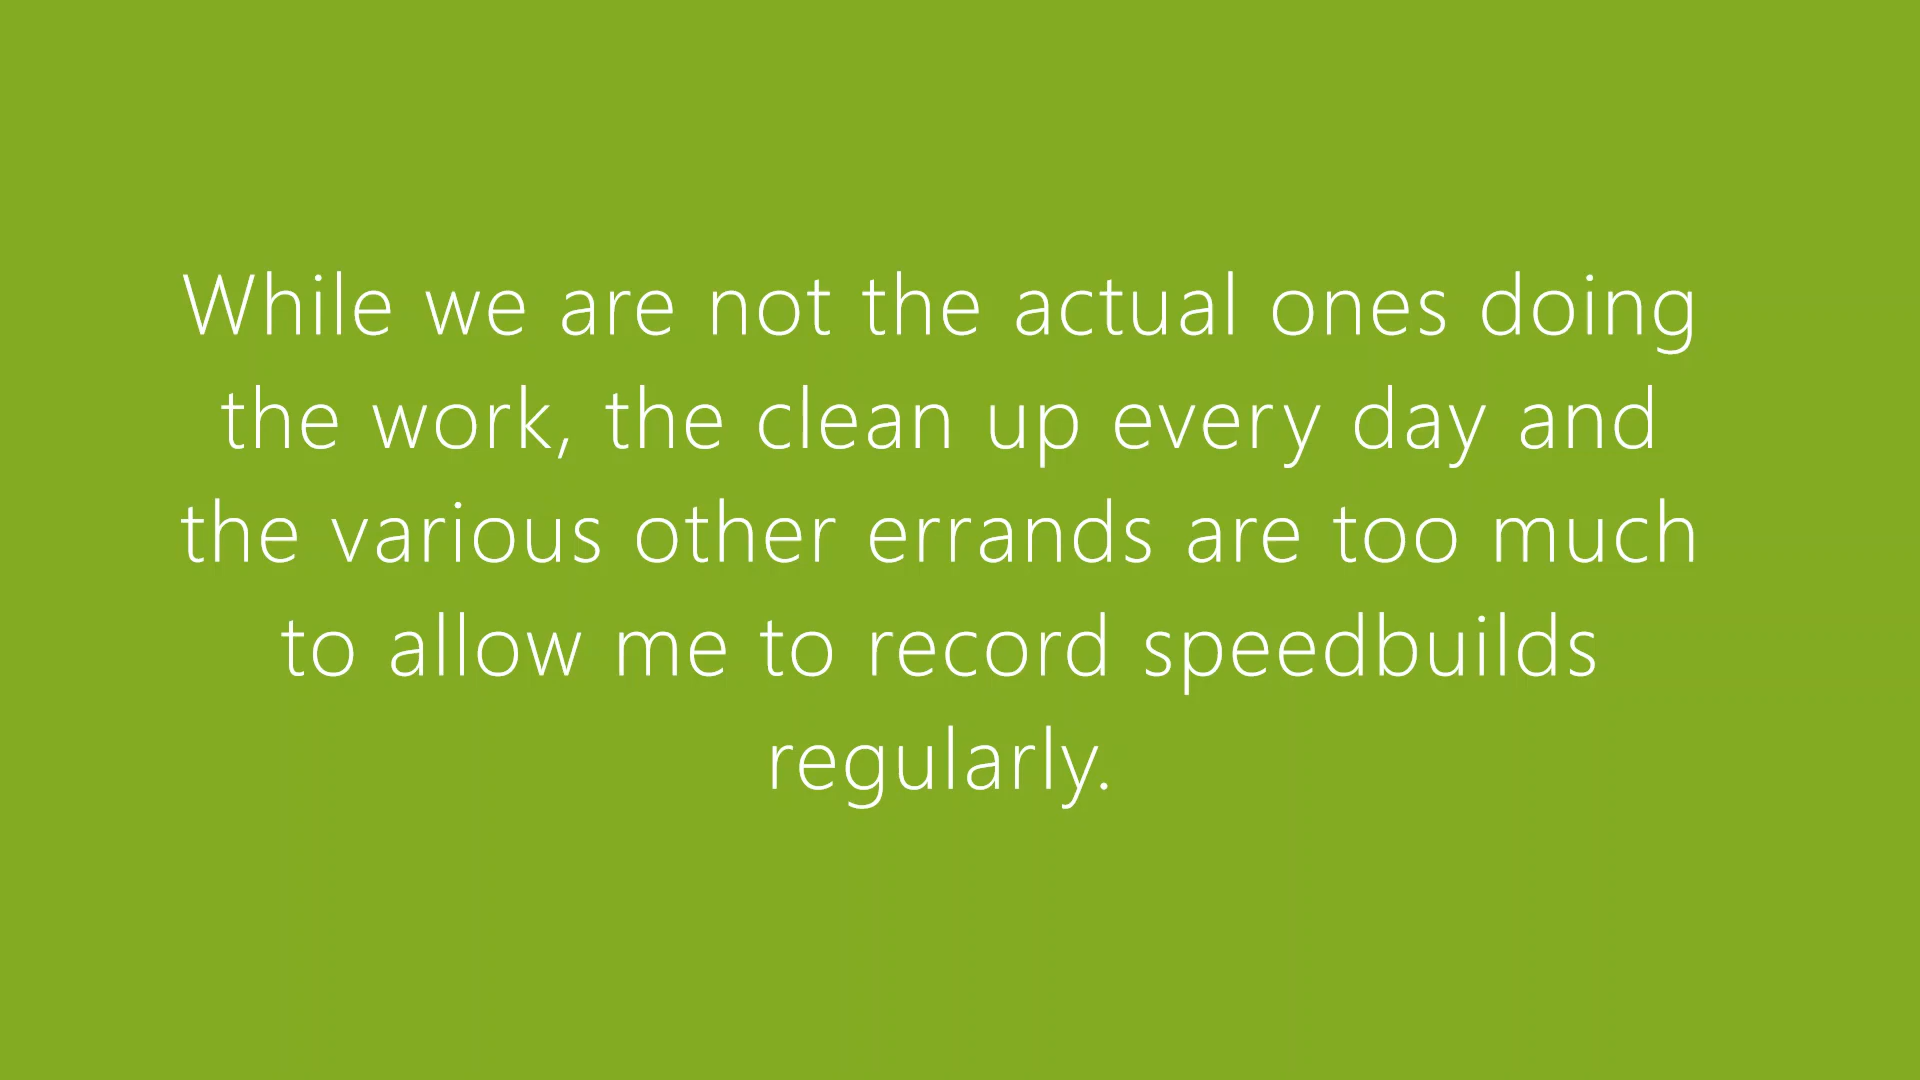 While we are not the actual ones doing
the work, the clean up every day and
the various other errands are too much
to allow me to record speedbuilds
regularly.